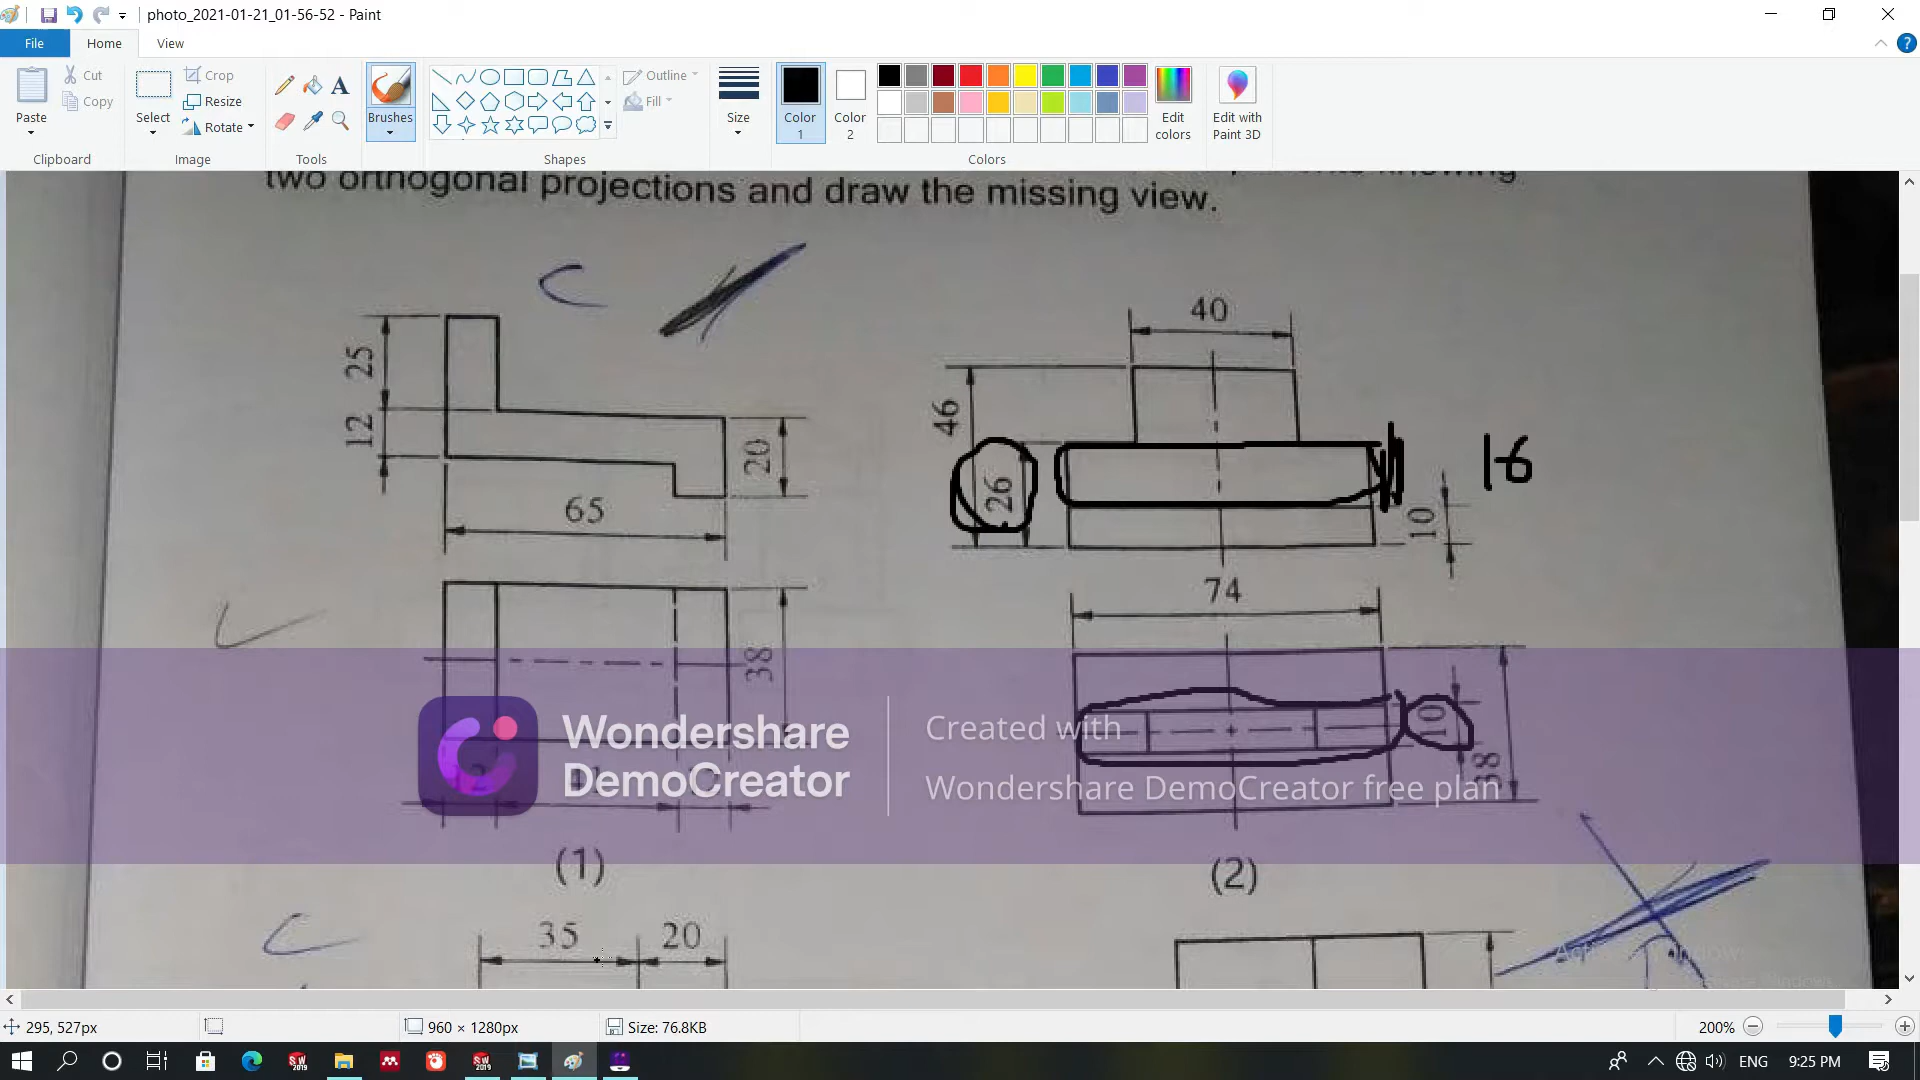 photo_2021-01-21_01-56-52 - Paint
File Home View
Paste
Cut
Copy
Clipboard
Select
Crop
Resize
Rotate
Image
Tools
Brushes
Shapes
Outline
Fill
Size
Color 1
Color 2
Edit colors
Edit with Paint 3D
Colors
two orthogonal projections and draw the missing view.
25
12
20
65
38
40
46
26
16
10
74
10
38
Wondershare DemoCreator
Created with
Wondershare DemoCreator free plan
(1)
(2)
35 20
295, 527px
960 × 1280px
Size: 76.8KB
200%
ENG
9:25 PM